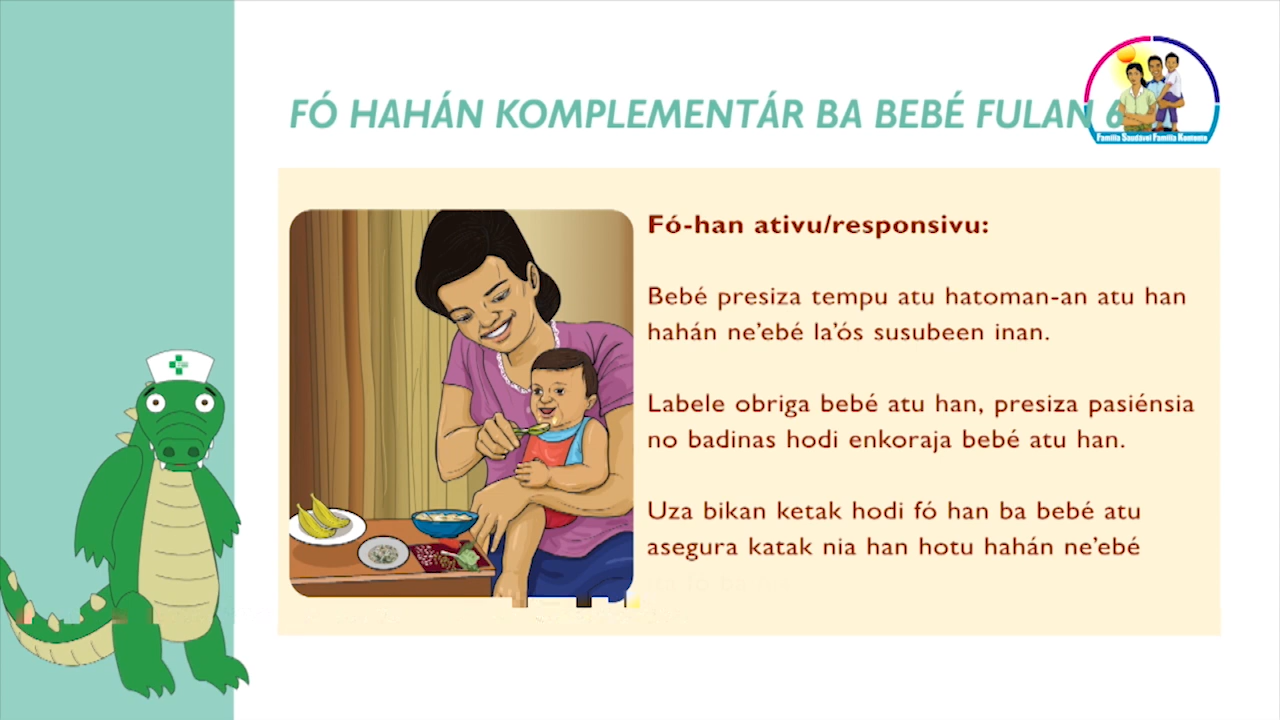 FÓ HAHÁN KOMPLEMENTÁR BA BEBÉ FULAN 6
Família Saudável Família Kontente
Fó-han ativu/responsivu:
Bebé presiza tempu atu hatoman-an atu han
hahán ne'ebé la'ós susubeen inan.
Labele obriga bebé atu han, presiza pasiénsia
no badinas hodi enkoraja bebé atu han.
Uza bikan ketak hodi fó han ba bebé atu
asegura katak nia han hotu hahán ne'ebé